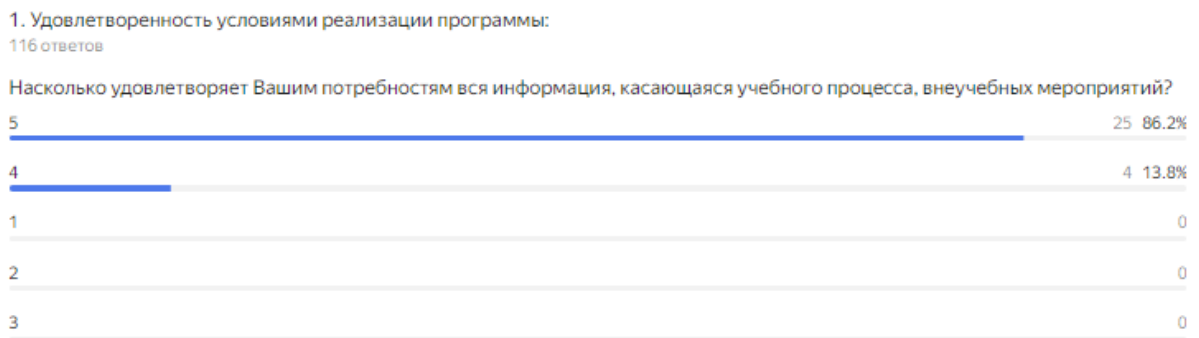 1. Удовлетворенность условиями реализации программы:
116 ответов
Насколько удовлетворяет Вашим потребностям вся информация, касающаяся учебного процесса, внеучебных мероприятий?
5 25 86.2%
4 4 13.8%
1 0
2 0
3 0